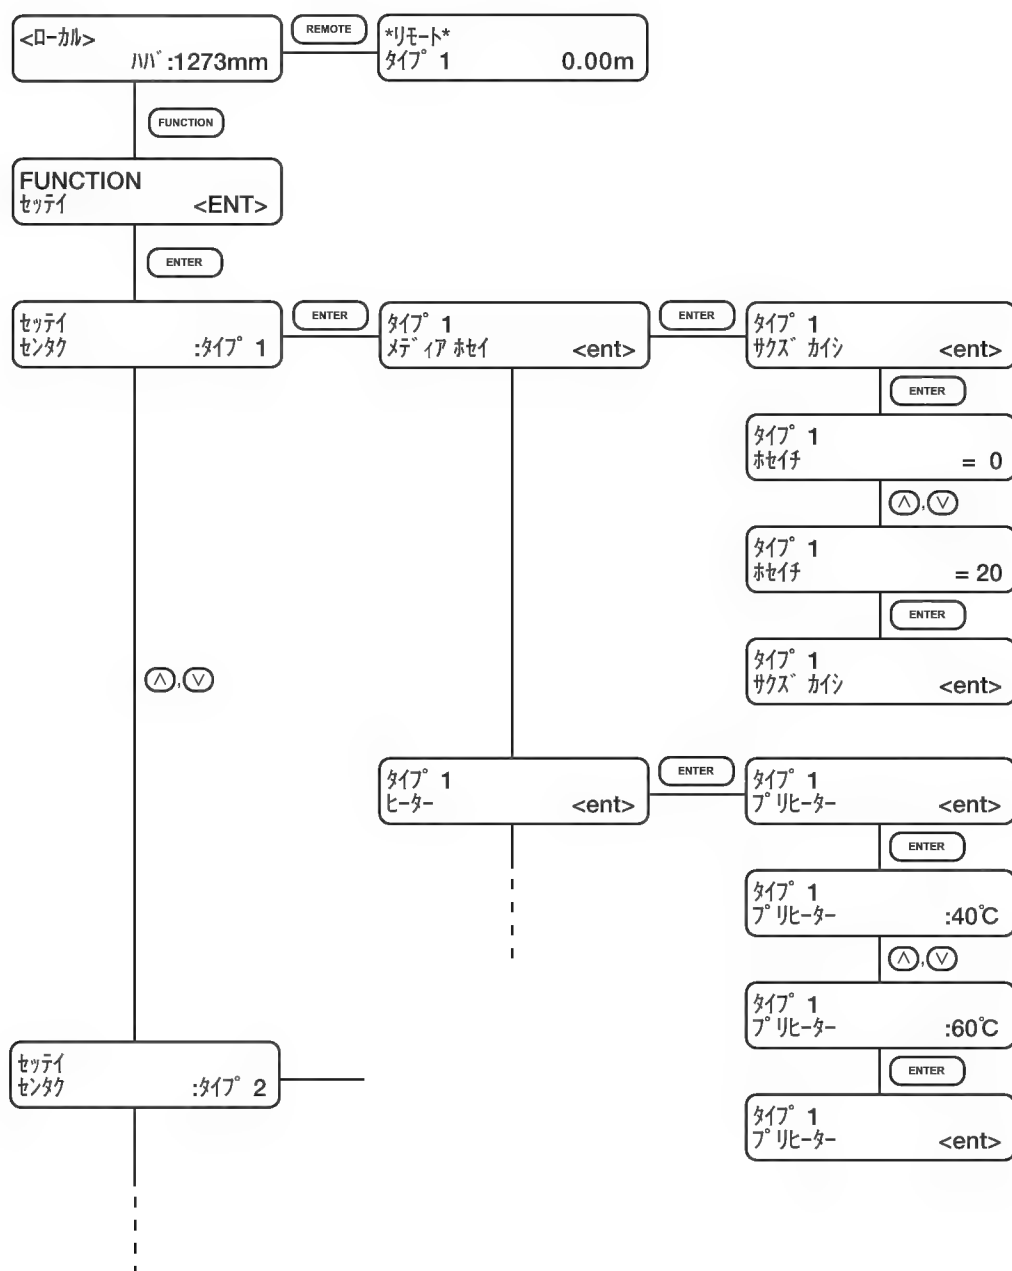 <ﾛｰｶﾙ>
ﾊﾊﾞ:1273mm
REMOTE
*ﾘﾓｰﾄ*
ﾀｲﾌﾟ 1 0.00m
FUNCTION
FUNCTION
ｾｯﾃｲ <ENT>
ENTER
ｾｯﾃｲ
ｾﾝﾀｸ :ﾀｲﾌﾟ 1
ENTER
ﾀｲﾌﾟ 1
ﾒﾃﾞｨｱ ﾎｾｲ <ent>
ENTER
ﾀｲﾌﾟ 1
ｻｸｽﾞ ｶｲｼ <ent>
ENTER
ﾀｲﾌﾟ 1
ﾎｾｲﾁ = 0
∧,∨
ﾀｲﾌﾟ 1
ﾎｾｲﾁ = 20
ENTER
ﾀｲﾌﾟ 1
ｻｸｽﾞ ｶｲｼ <ent>
∧,∨
ﾀｲﾌﾟ 1
ﾋｰﾀｰ <ent>
ENTER
ﾀｲﾌﾟ 1
ﾌﾟﾘﾋｰﾀｰ <ent>
ENTER
ﾀｲﾌﾟ 1
ﾌﾟﾘﾋｰﾀｰ :40℃
∧,∨
ﾀｲﾌﾟ 1
ﾌﾟﾘﾋｰﾀｰ :60℃
ENTER
ﾀｲﾌﾟ 1
ﾌﾟﾘﾋｰﾀｰ <ent>
ｾｯﾃｲ
ｾﾝﾀｸ :ﾀｲﾌﾟ 2